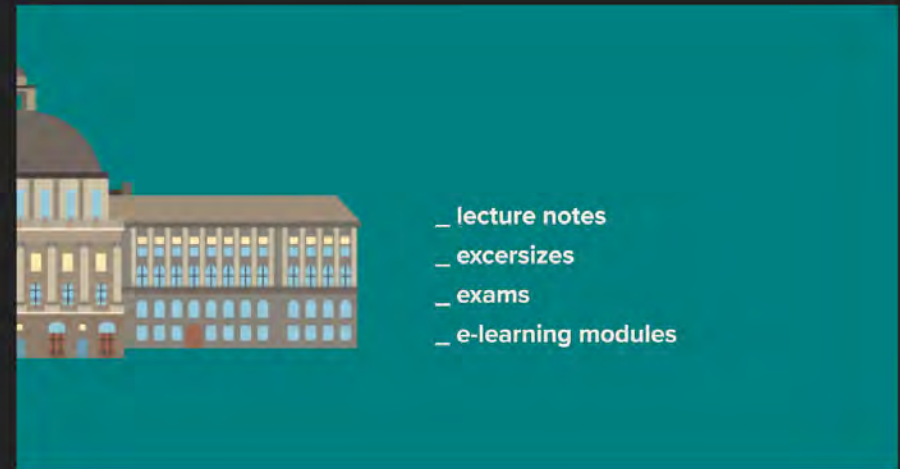 _ lecture notes
_ excersizes
_ exams
_ e-learning modules